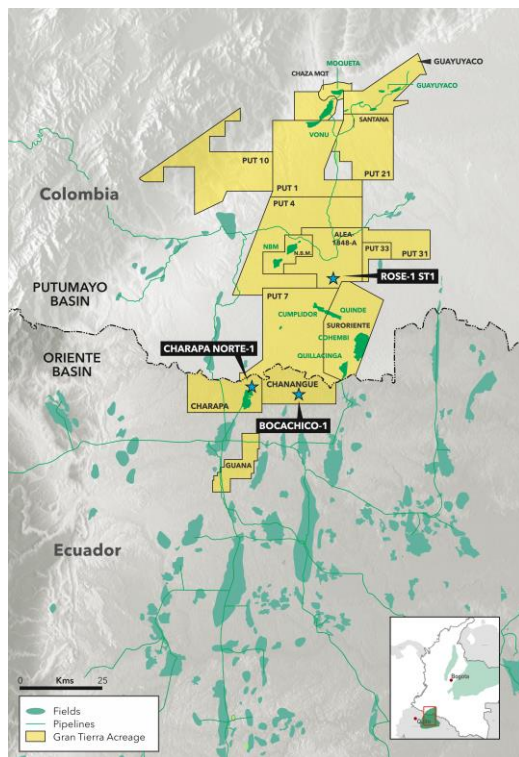 GUAYUYACO
MOQUETA
CHAZA MQT
GUAYUYACO
SANTANA
VONU
PUT 10
PUT 1
PUT 21
Colombia
PUT 4
ALEA
1848-A
NBM
N.B.M.
PUT 33
PUT 31
ROSE-1 ST1
PUTUMAYO
BASIN
PUT 7
CUMPLIDOR
QUINDE
SURORIENTE
COHEMBI
CHARAPA NORTE-1
ORIENTE
BASIN
QUILLACINGA
CHANANGUE
CHARAPA
BOCACHICO-1
GUANA
Ecuador
Kms
0
25
Bogota
Quito
Fields
Pipelines
Gran Tierra Acreage